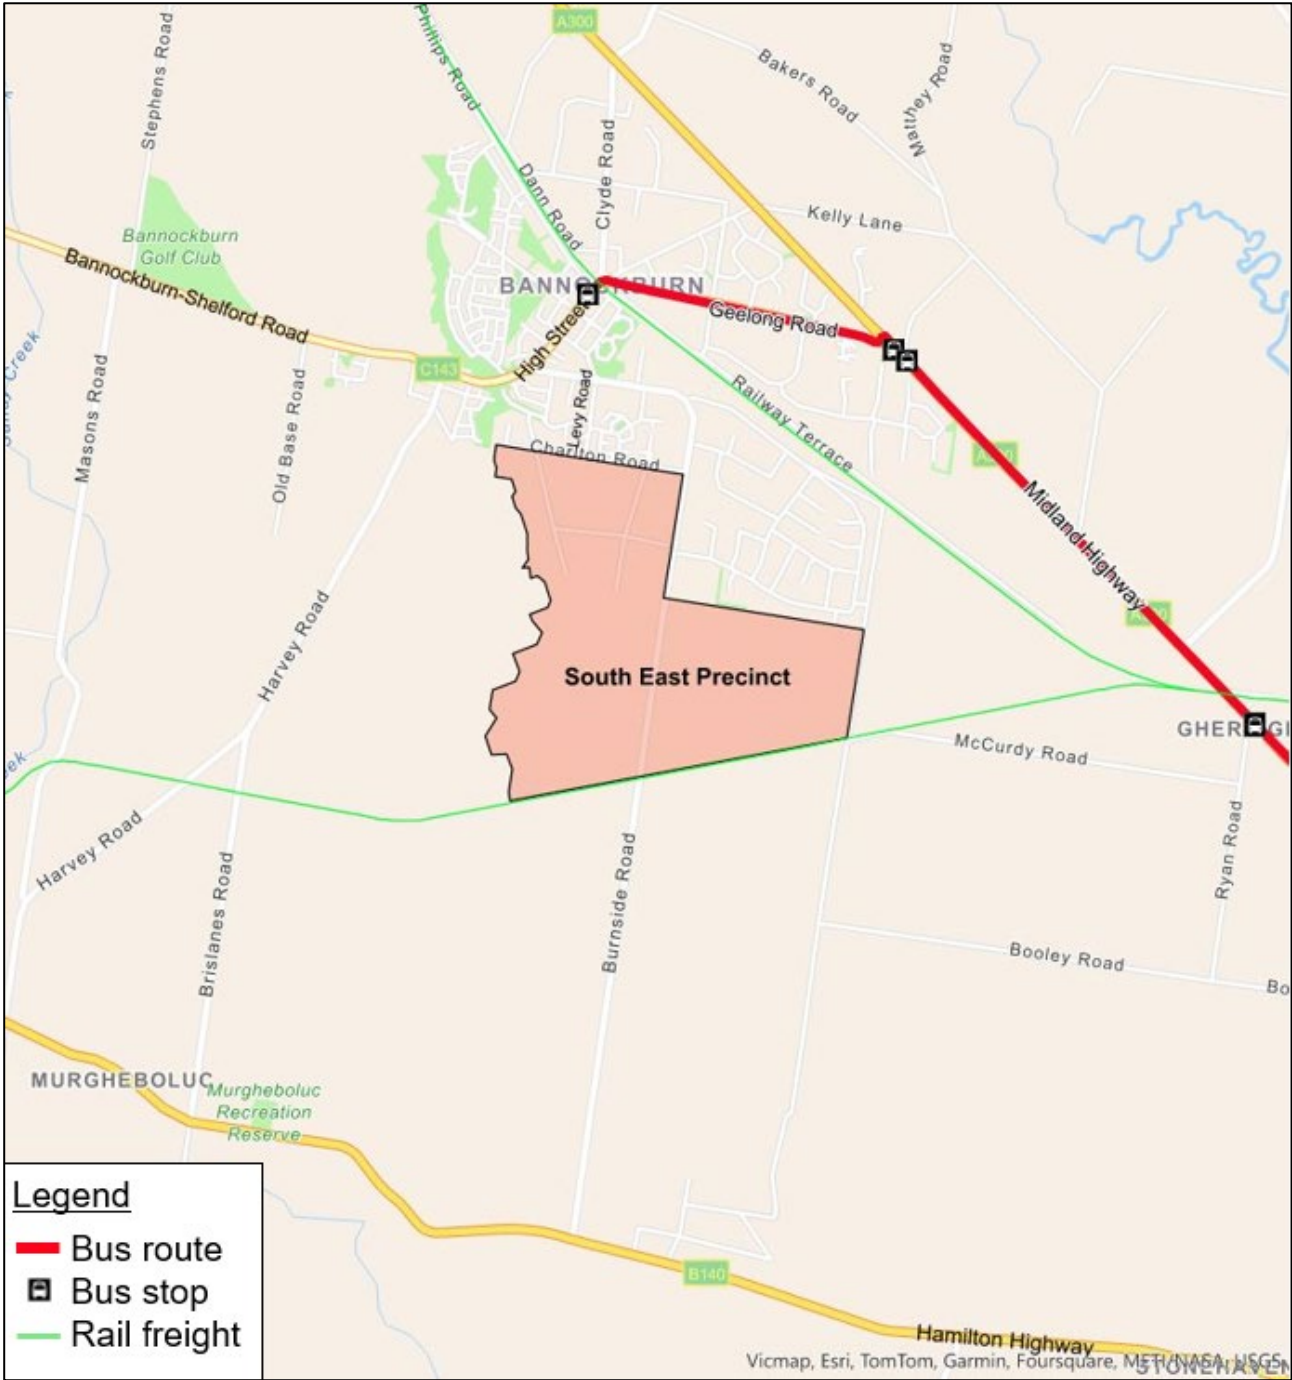 A300
Phillips Road
Stephens Road
Bakers Road
Matthey Road
Clyde Road
Dann Road
Kelly Lane
Bannockburn
Golf Club
Bannockburn-Shelford Road
BANNOCKBURN
Geelong Road
High Street
C143
Levy Road
Railway Terrace
Masons Road
Old Base Road
Charlton Road
Midland Highway
Harvey Road
South East Precinct
McCurdy Road
Harvey Road
Ryan Road
Burnside Road
Brislanes Road
Booley Road
Bo
MURGHEBOLUC
Murgheboluc
Recreation
Reserve
Legend
Bus route
Bus stop
Rail freight
B140
Hamilton Highway
Vicmap, Esri, TomTom, Garmin, Foursquare, METI/NASA, USGS
STONEHAVEN